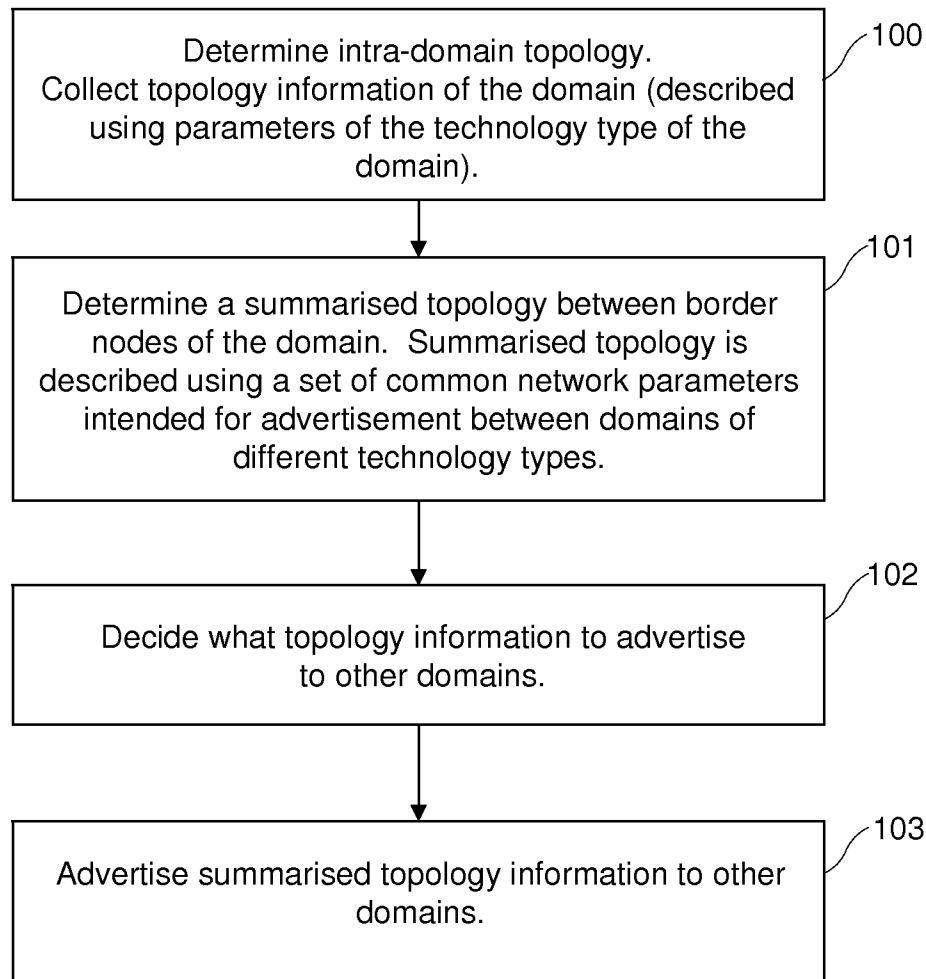 Determine intra-domain topology.
Collect topology information of the domain (described
using parameters of the technology type of the
domain).
100
Determine a summarised topology between border
nodes of the domain. Summarised topology is
described using a set of common network parameters
intended for advertisement between domains of
different technology types.
101
Decide what topology information to advertise
to other domains.
102
Advertise summarised topology information to other
domains.
103